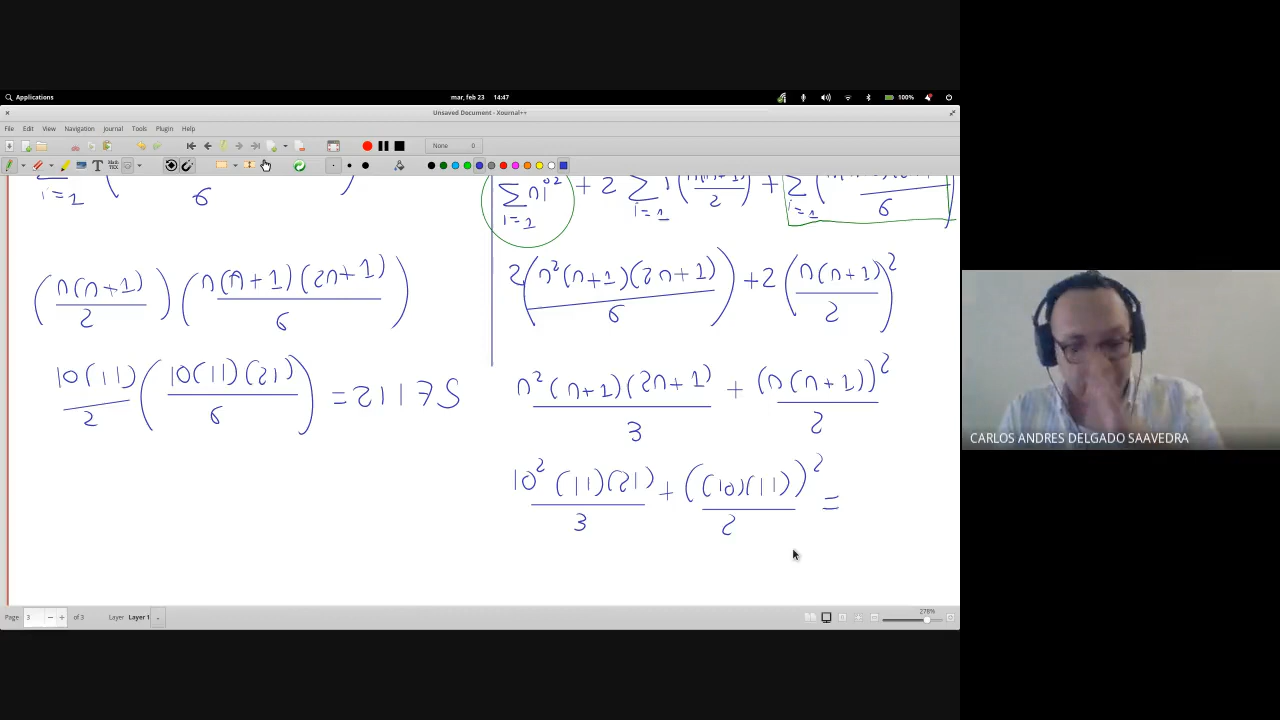 Applications
mar, feb 23 14:47
100%
Unsaved Document - Xournal++
File Edit View Navigation Journal Tools Plugin Help
None 0
i=1 ( 6 )
∑ ni² + 2 ∑ i (n(n+1)/2) + ∑ ( /6
i=1 i=1 i=1
(n(n+1)/2) (n(n+1)(2n+1)/6)
2(n²(n+1)(2n+1)/6) + 2(n(n+1)/2)²
10(11)/2 (10(11)(21)/6) = 21175
n²(n+1)(2n+1)/3 + (n(n+1))²/2
10²(11)(21)/3 + ((10)(11))²/2 =
CARLOS ANDRES DELGADO SAAVEDRA
Page 3 of 3 Layer Layer 1
278%